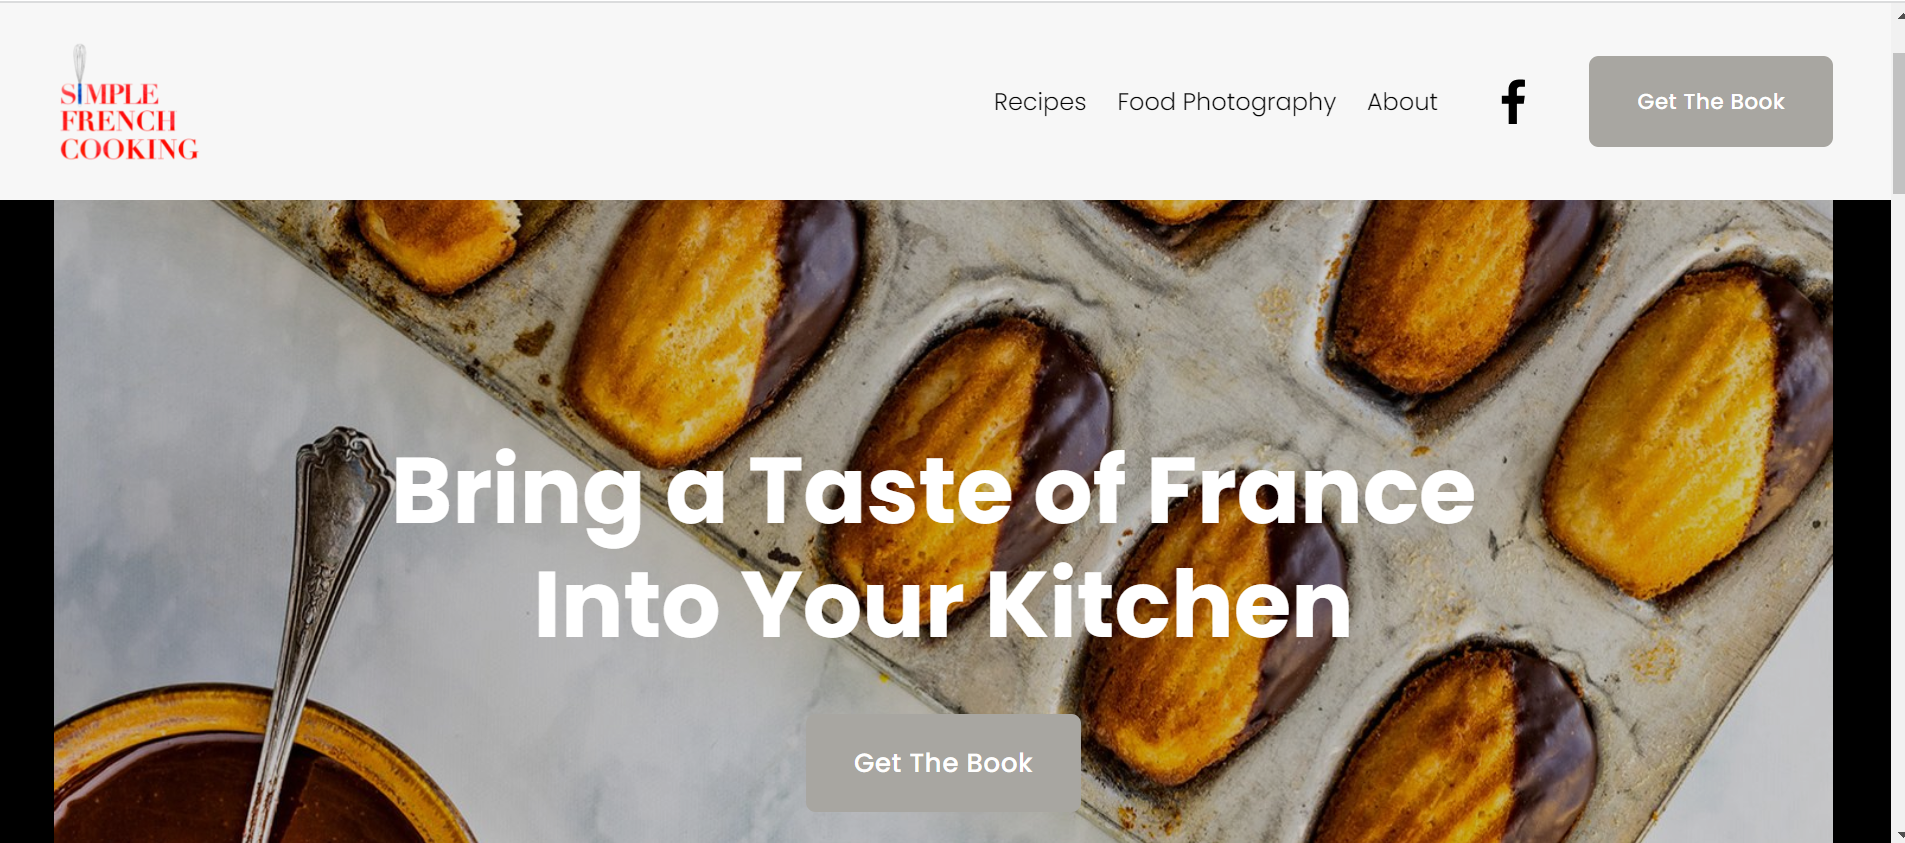 SIMPLE
FRENCH
COOKING
Recipes Food Photography About Get The Book
Bring a Taste of France
Into Your Kitchen
Get The Book